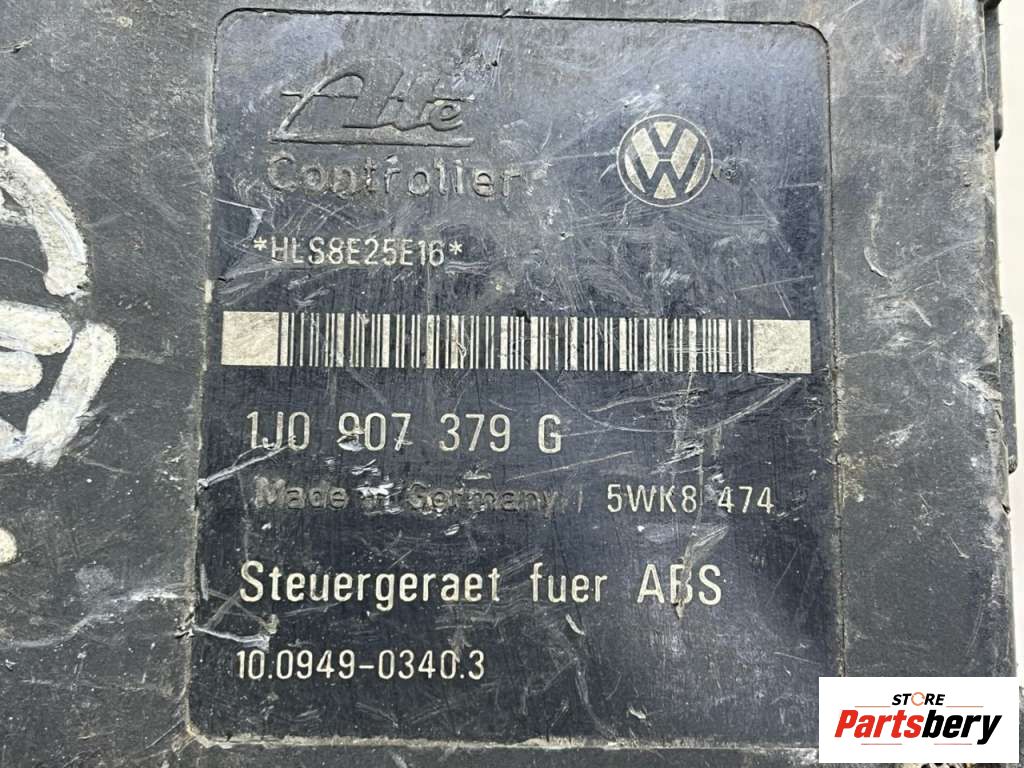 Ate
Controller
*HLS8E25E16*
1J0 907 379 G
Made in Germany 5WK8 474
Steuergeraet fuer ABS
10.0949-0340.3
STORE
Partsbery